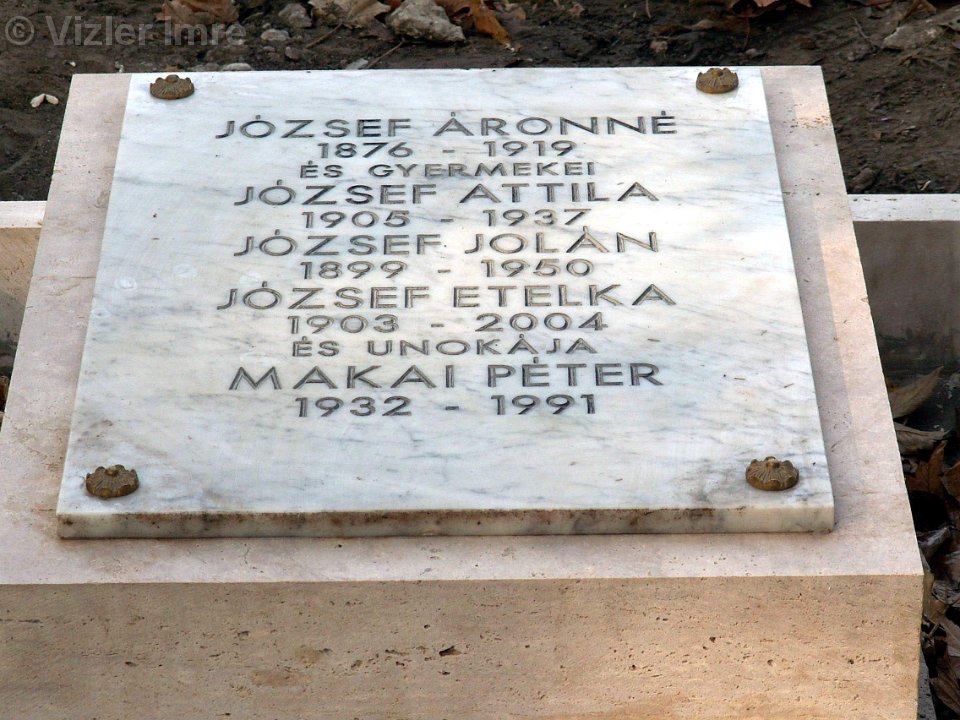 © Vizler Imre
JÓZSEF ÁRONNÉ
1876 - 1919
ÉS GYERMEKEI
JÓZSEF ATTILA
1905 - 1937
JÓZSEF JOLÁN
1899 - 1950
JÓZSEF ETELKA
1903 - 2004
ÉS UNOKÁJA
MAKAI PÉTER
1932 - 1991